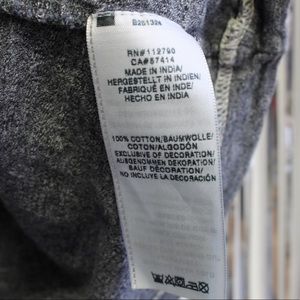 RN#112790
CA#57414
MADE IN INDIA/
HERGESTELLT IN INDIEN/
FABRIQUÉ EN INDE/
HECHO EN INDIA
100% COTTON/BAUMWOLLE/
COTON/ALGODÓN
EXCLUSIVE OF DECORATION/
AUSGENOMMEN DEKORATION/
SAUF DÉCORATION/
NO INCLUYE LA DECORACIÓN